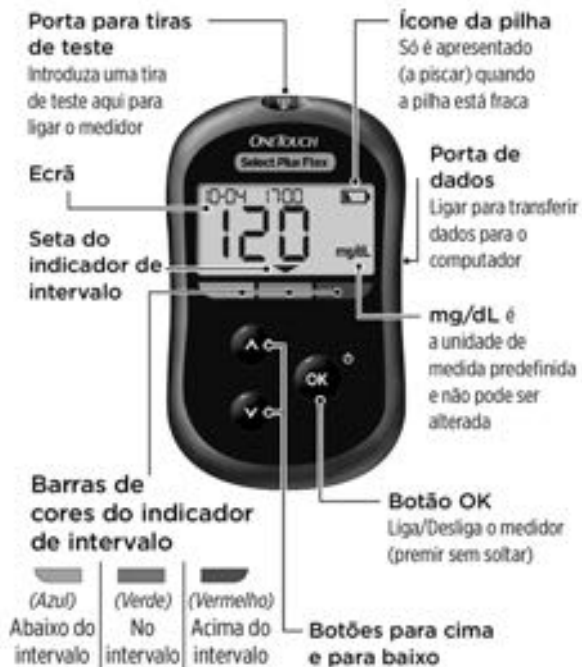 Porta para tiras
de teste
Introduza uma tira
de teste aqui para
ligar o medidor
Ícone da pilha
Só é apresentado
(a piscar) quando
a pilha está fraca
ONETOUCH
Select Plus Flex
Ecrã
10-04 17:00
120
mg/dL
Porta de
dados
Ligar para transferir
dados para o
computador
Seta do
indicador de
intervalo
mg/dL é
a unidade de
medida predefinida
e não pode ser
alterada
OK
Barras de
cores do indicador
de intervalo
Botão OK
Liga/Desliga o medidor
(premir sem soltar)
(Azul)
Abaixo do
intervalo
(Verde)
No
intervalo
(Vermelho)
Acima do
intervalo
Botões para cima
e para baixo